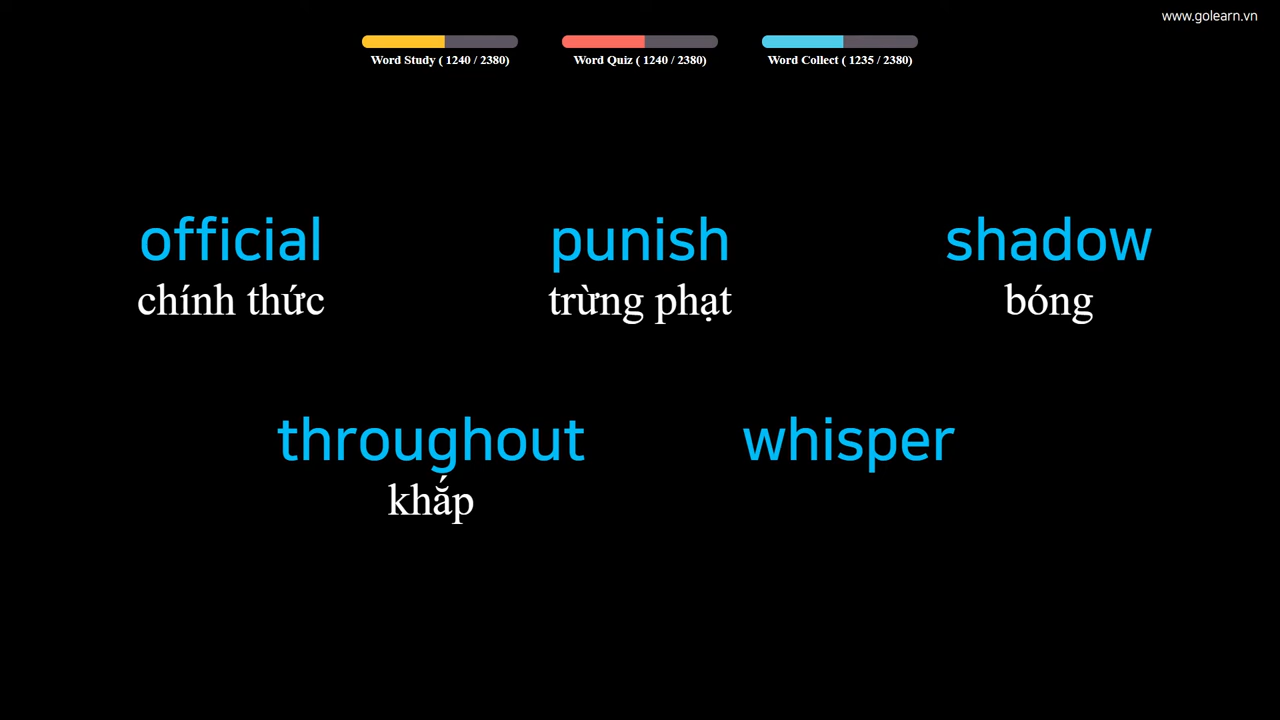 www.golearn.vn
Word Study ( 1240 / 2380)
Word Quiz ( 1240 / 2380)
Word Collect ( 1235 / 2380)
official
chính thức
punish
trừng phạt
shadow
bóng
throughout
khắp
whisper